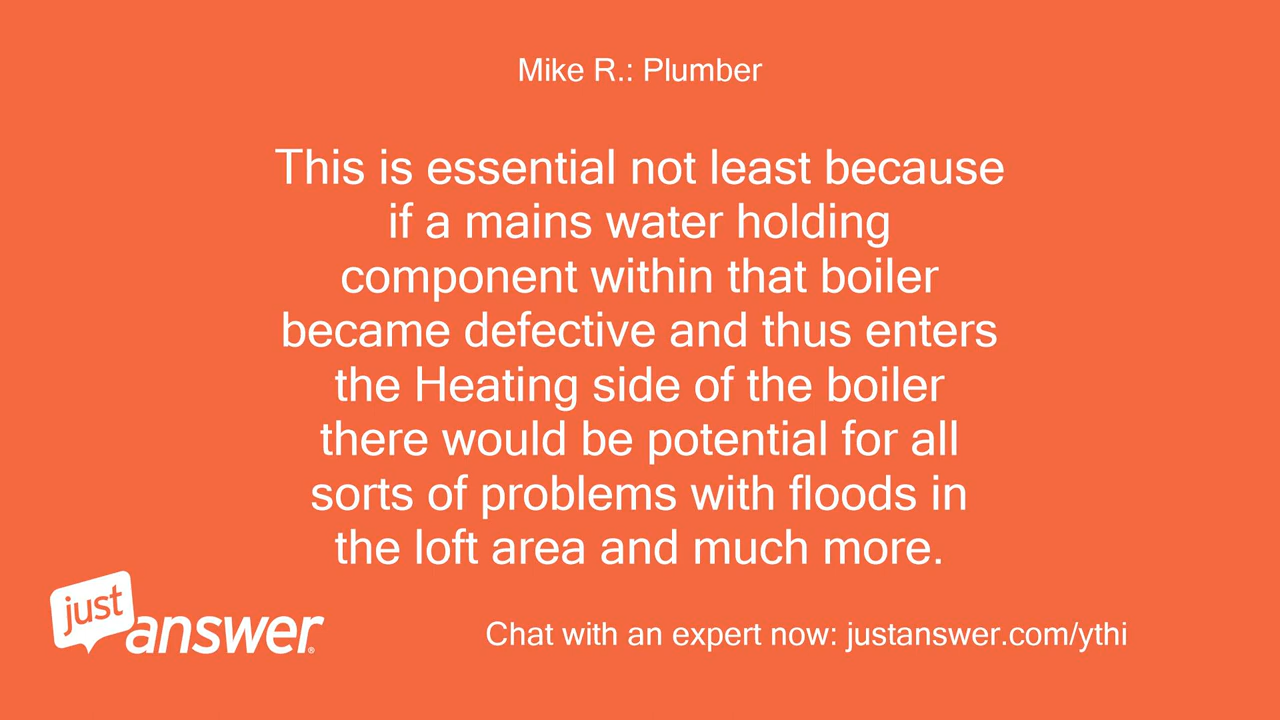 Mike R.: Plumber
This is essential not least because
if a mains water holding
component within that boiler
became defective and thus enters
the Heating side of the boiler
there would be potential for all
sorts of problems with floods in
the loft area and much more.
just
answer®
Chat with an expert now: justanswer.com/ythi